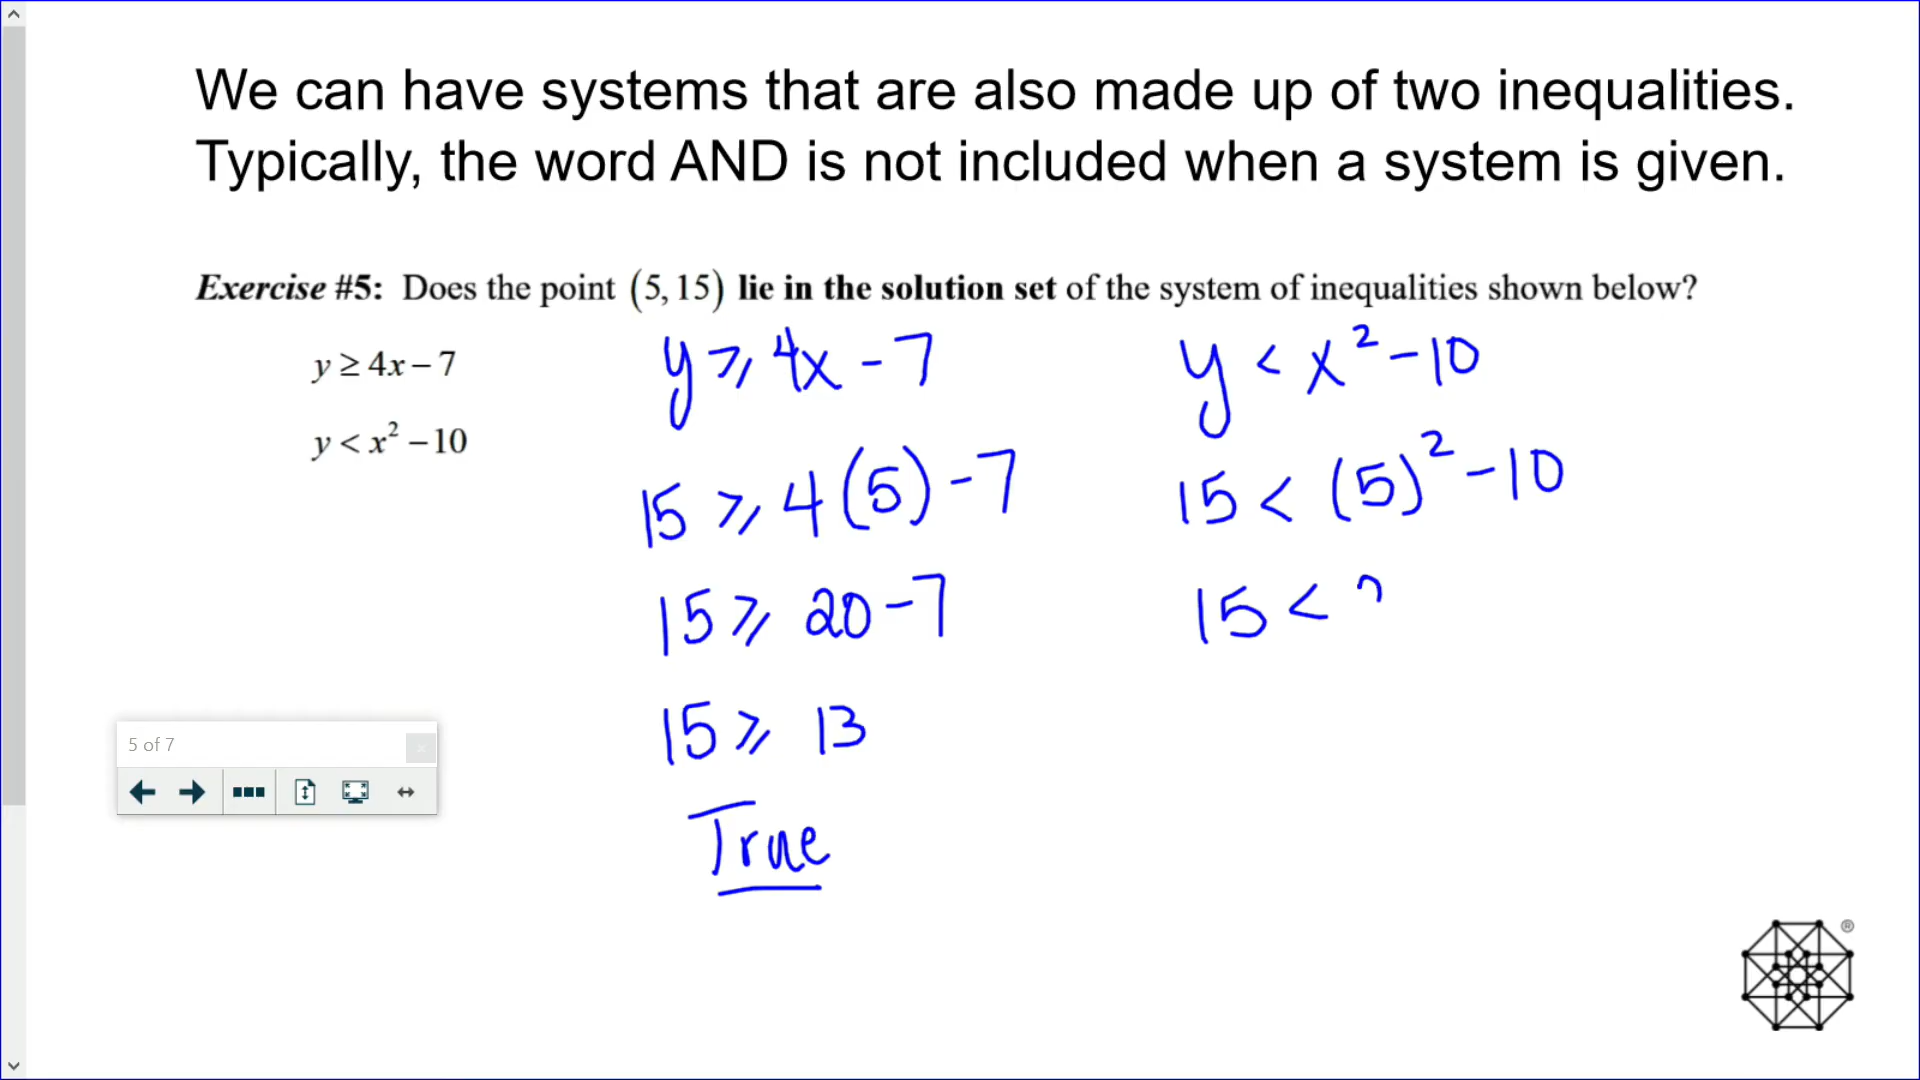 We can have systems that are also made up of two inequalities.
Typically, the word AND is not included when a system is given.
Exercise #5: Does the point (5, 15) lie in the solution set of the system of inequalities shown below?
y ≥ 4x − 7
y < x² − 10
y ≥ 4x − 7
15 ≥ 4(5) − 7
15 ≥ 20 − 7
15 ≥ 13
True
y < x² − 10
15 < (5)² − 10
15 <
5 of 7
®